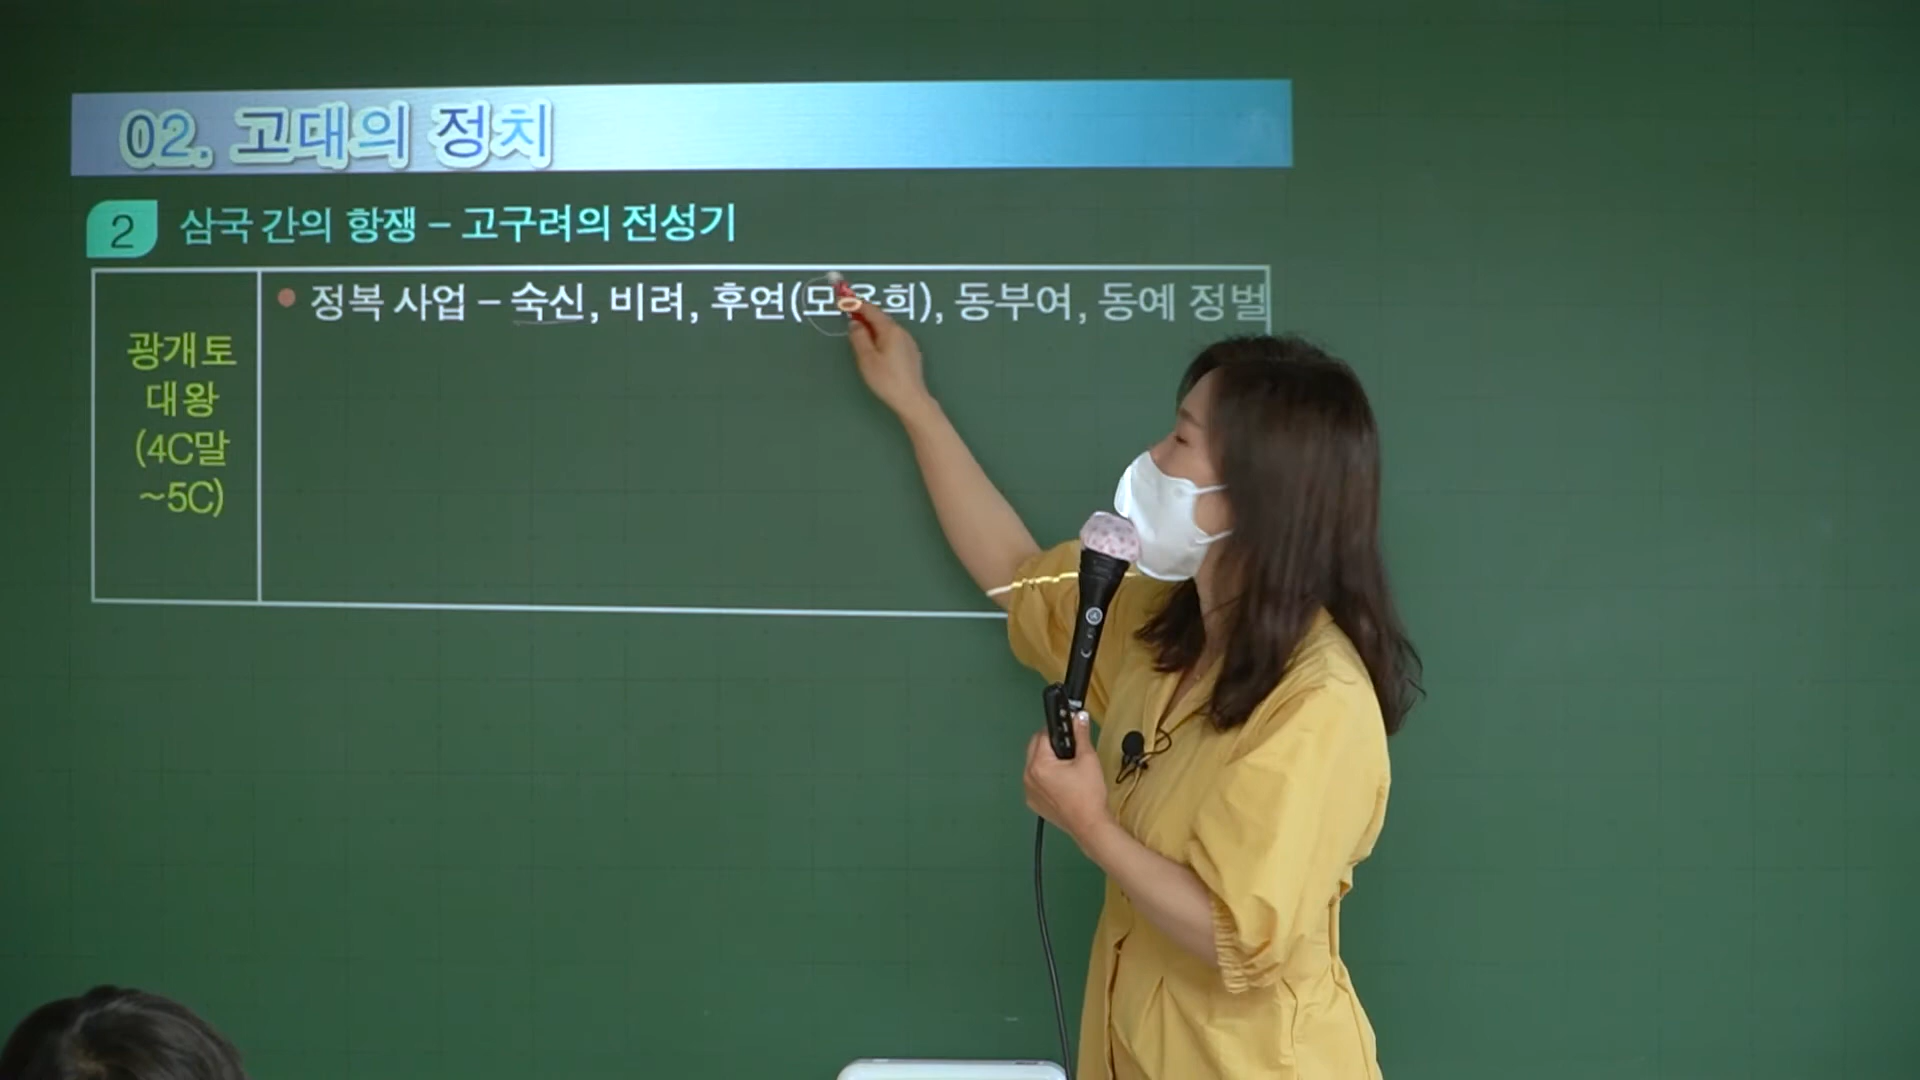 02. 고대의 정치
2 삼국 간의 항쟁 – 고구려의 전성기
광개토
대왕
(4C말
~5C)
• 정복 사업 – 숙신, 비려, 후연(모용희), 동부여, 동예 정벌